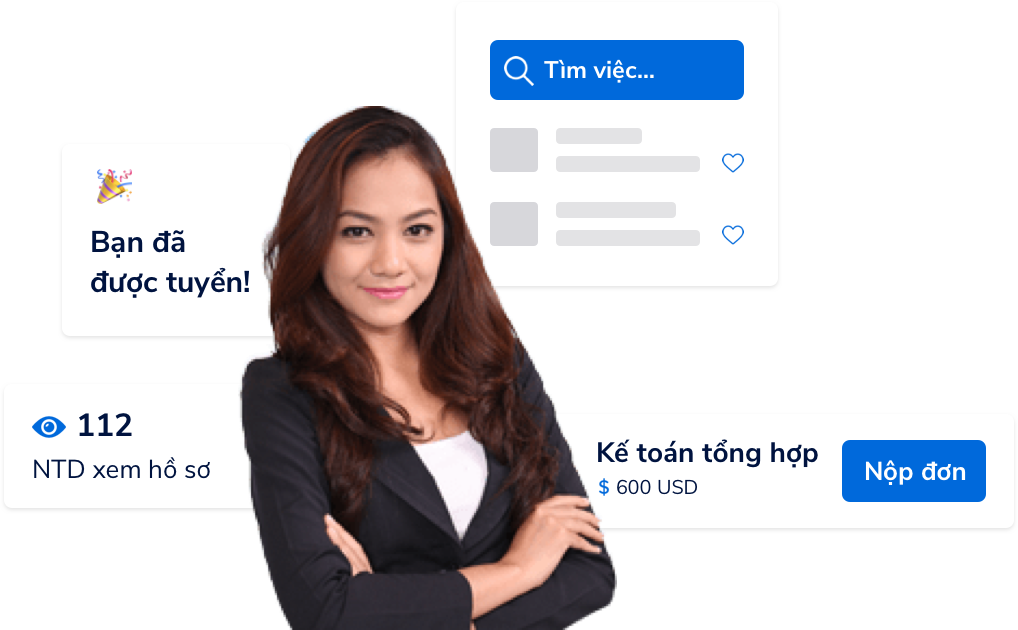 Tìm việc...
Bạn đã
được tuyển!
112
NTD xem hồ sơ
Kế toán tổng hợp
$ 600 USD
Nộp đơn